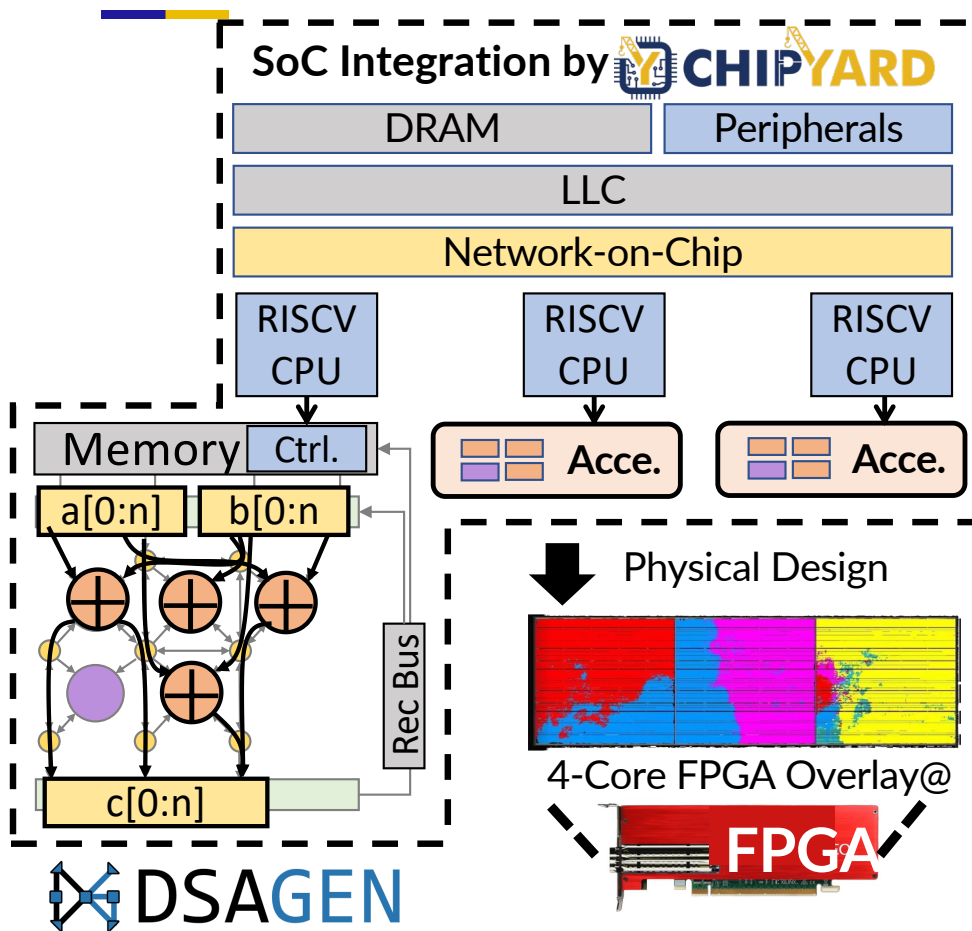 SoC Integration by CHIPYARD
DRAM
Peripherals
LLC
Network-on-Chip
RISCV
CPU
RISCV
CPU
RISCV
CPU
Memory
Ctrl.
Acce.
Acce.
a[0:n]
b[0:n
Rec Bus
c[0:n]
Physical Design
4-Core FPGA Overlay@
FPGA
DSAGEN